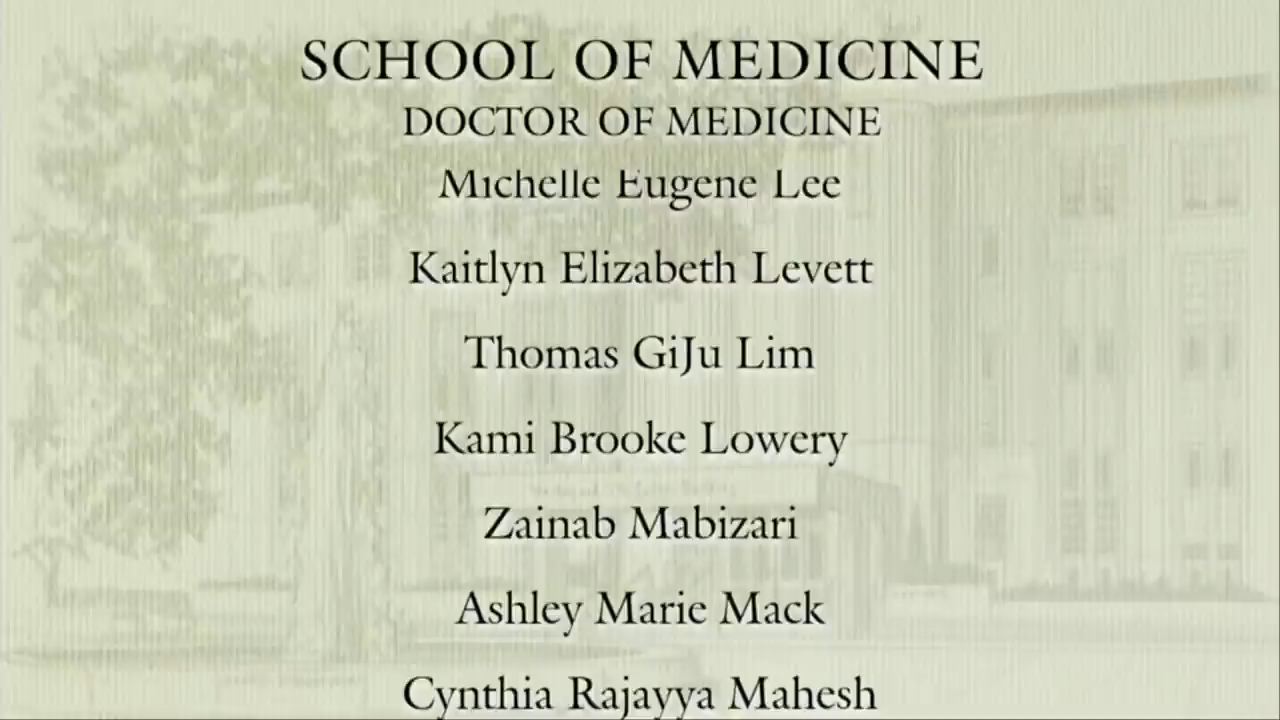 SCHOOL OF MEDICINE
DOCTOR OF MEDICINE
Michelle Eugene Lee
Kaitlyn Elizabeth Levett
Thomas GiJu Lim
Kami Brooke Lowery
Zainab Mabizari
Ashley Marie Mack
Cynthia Rajayya Mahesh